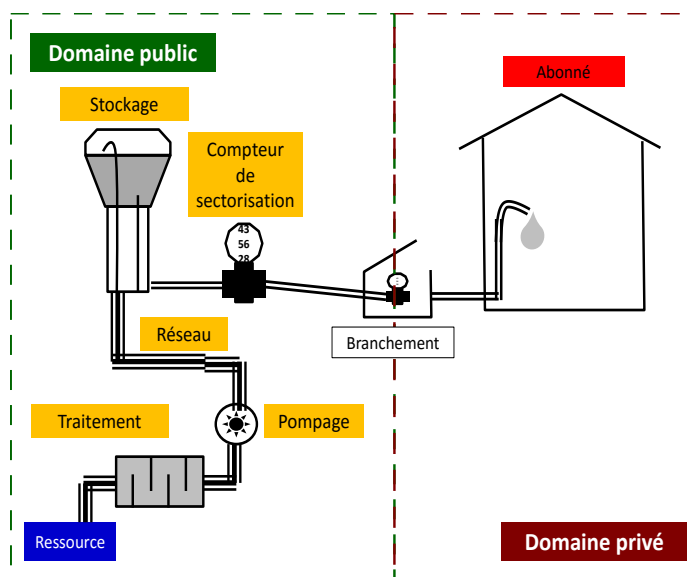 Domaine public
Abonné
Stockage
Compteur
de
sectorisation
43
56
28
Réseau
Branchement
Traitement
Pompage
Ressource
Domaine privé